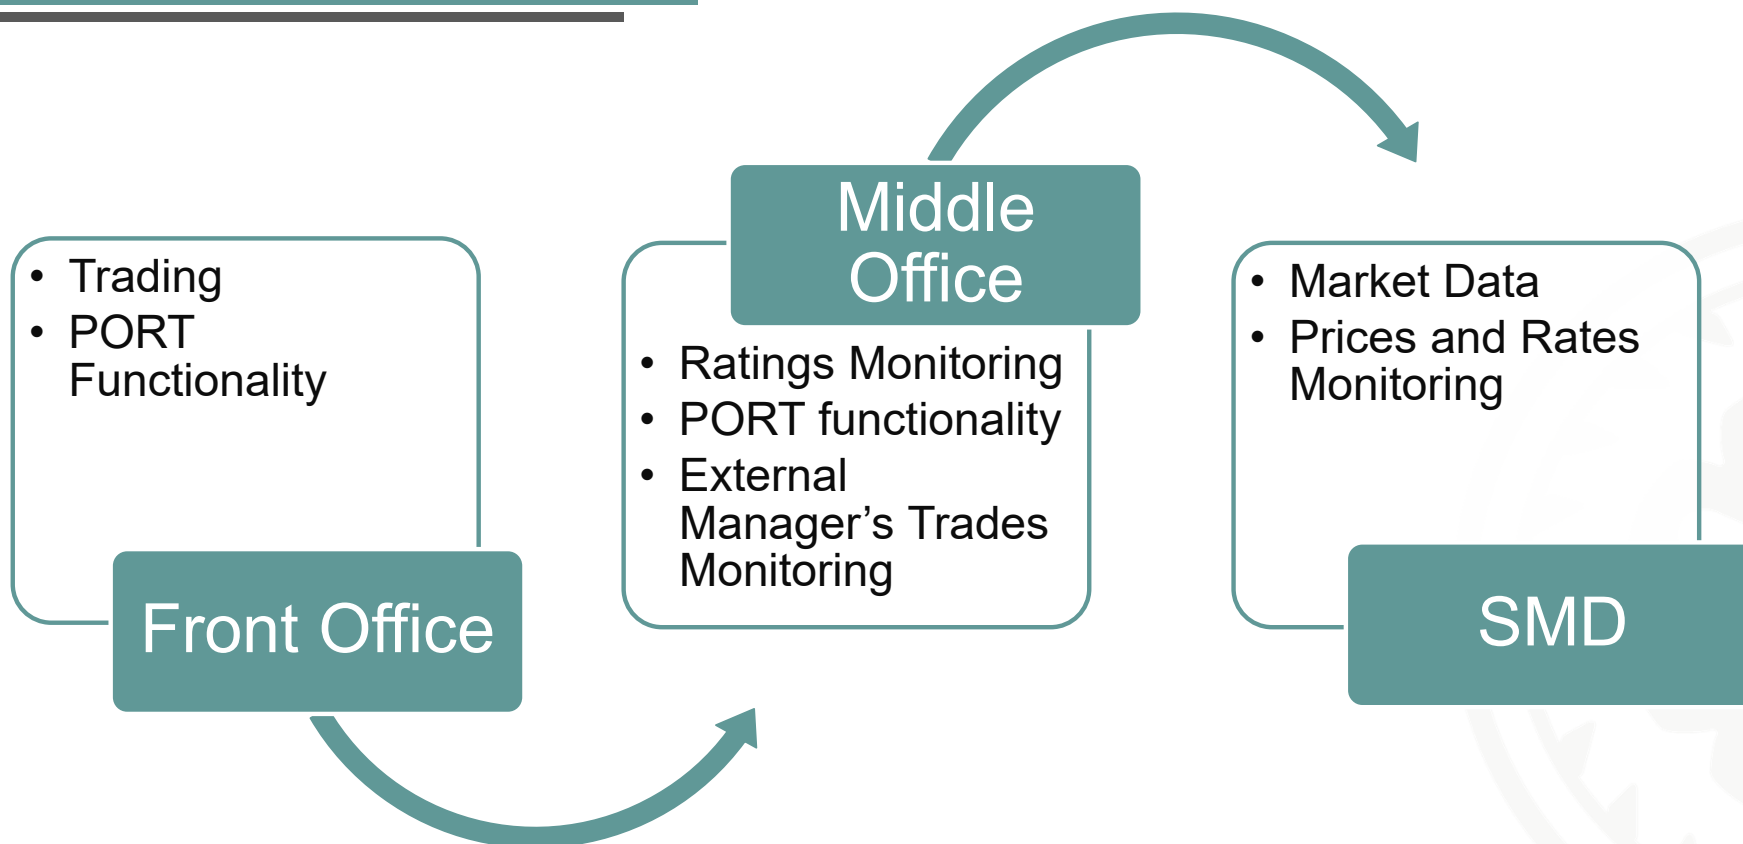 • Trading
• PORT
Functionality
Front Office
Middle
Office
• Ratings Monitoring
• PORT functionality
• External
Manager’s Trades
Monitoring
• Market Data
• Prices and Rates
Monitoring
SMD